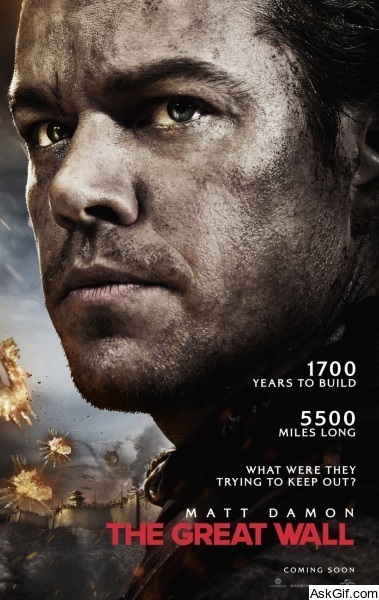 1700
YEARS TO BUILD
5500
MILES LONG
WHAT WERE THEY
TRYING TO KEEP OUT?
MATT DAMON
THE GREAT WALL
COMING SOON
AskGif.com